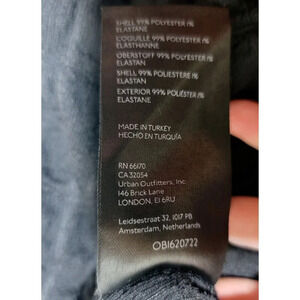 SHELL 99% POLYESTER 1%
ELASTANE
L'OQUILLE 99% POLYESTER 1%
ELASTHANNE
OBERSTOFF 99% POLYESTER 1%
ELASTAN
SHELL 99% POLIESTERE 1%
ELASTAN
EXTERIOR 99% POLIÉSTER 1%
ELASTANE
MADE IN TURKEY
HECHO EN TURQUÍA
RN 66170
CA 32054
Urban Outfitters, Inc
146 Brick Lane
LONDON, E1 6RU
Leidsestraat 32, 1017 PB
Amsterdam, Netherlands
OB1620722